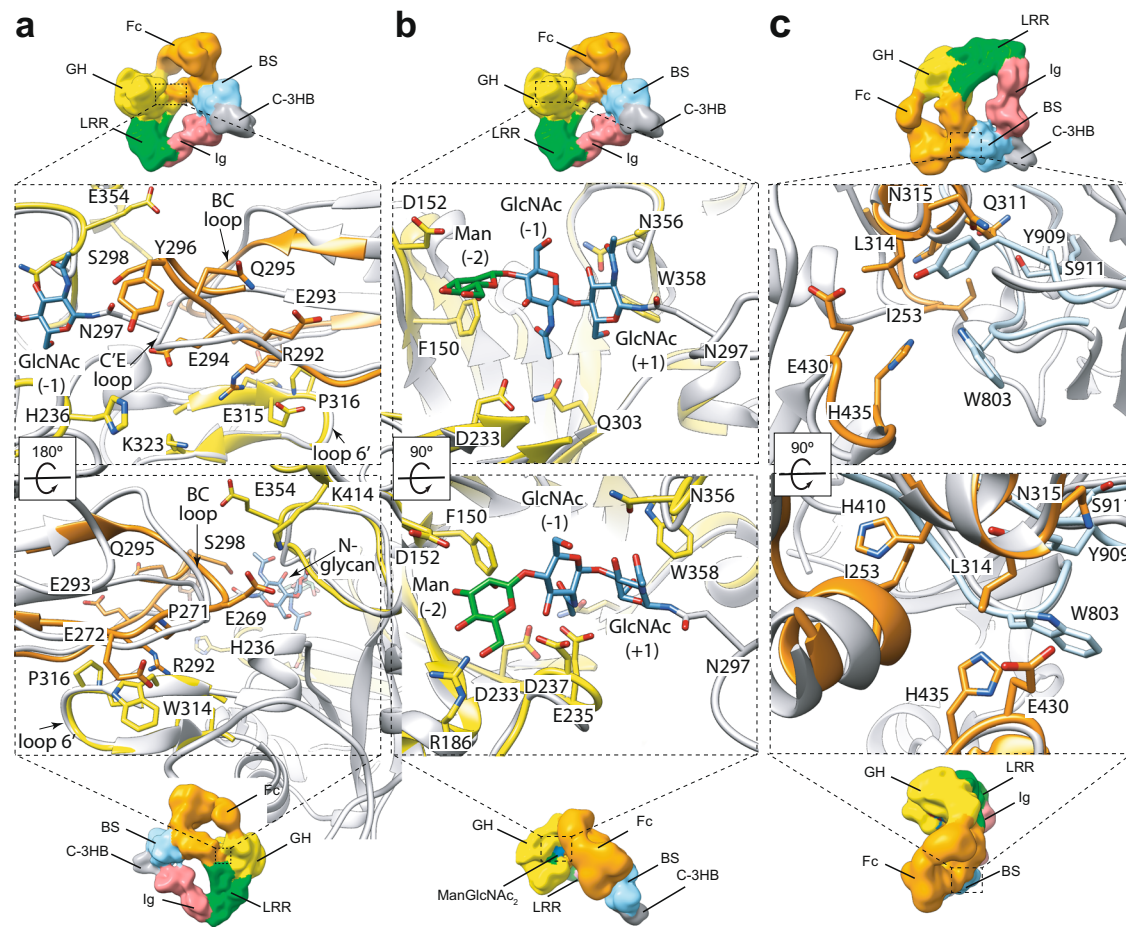 a
Fc
GH
BS
C-3HB
LRR
Ig
E354
BC
loop
S298
Y296
Q295
E293
N297
GlcNAc
(-1)
C'E
loop
E294
R292
H236
E315
P316
K323
loop 6'
180º
BC
loop
E354
K414
Q295
S298
N-
glycan
E293
P271
E269
E272
H236
R292
P316
W314
loop 6'
Fc
BS
GH
C-3HB
Ig
LRR
b
Fc
GH
BS
C-3HB
LRR
Ig
D152
GlcNAc
(-1)
N356
Man
(-2)
W358
F150
GlcNAc
(+1)
N297
D233
Q303
90º
GlcNAc
(-1)
N356
F150
D152
W358
Man
(-2)
GlcNAc
(+1)
N297
D233
D237
E235
R186
GH
Fc
BS
ManGlcNAc2
LRR
C-3HB
c
LRR
GH
Ig
Fc
BS
C-3HB
N315
Q311
L314
Y909
S911
I253
E430
H435
W803
90º
N315
S911
H410
Y909
I253
L314
W803
H435
E430
GH
LRR
Ig
Fc
BS